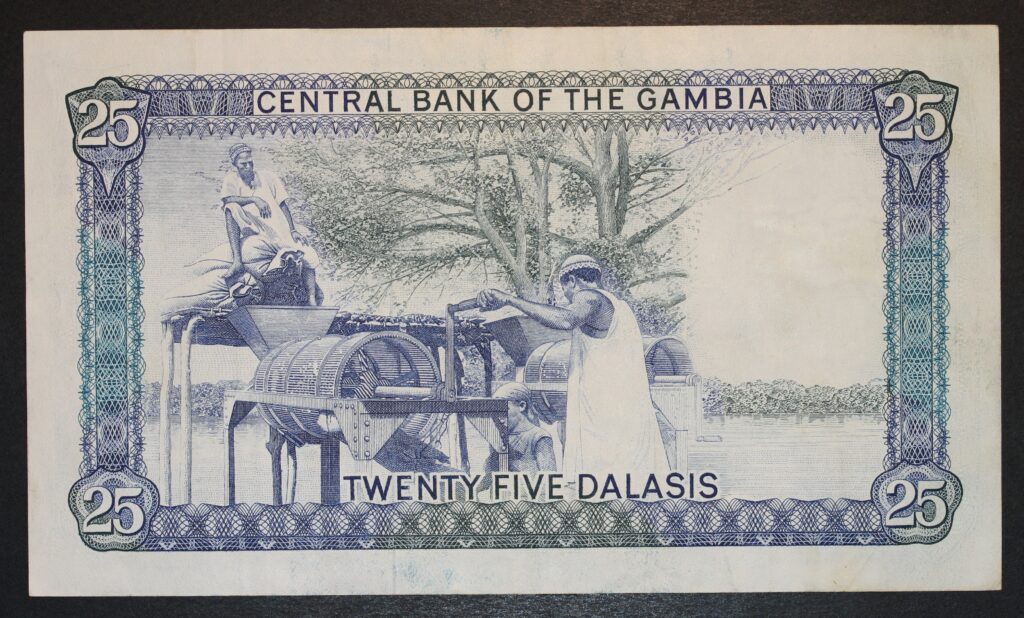 25 CENTRAL BANK OF THE GAMBIA 25
TWENTY FIVE DALASIS
25 25